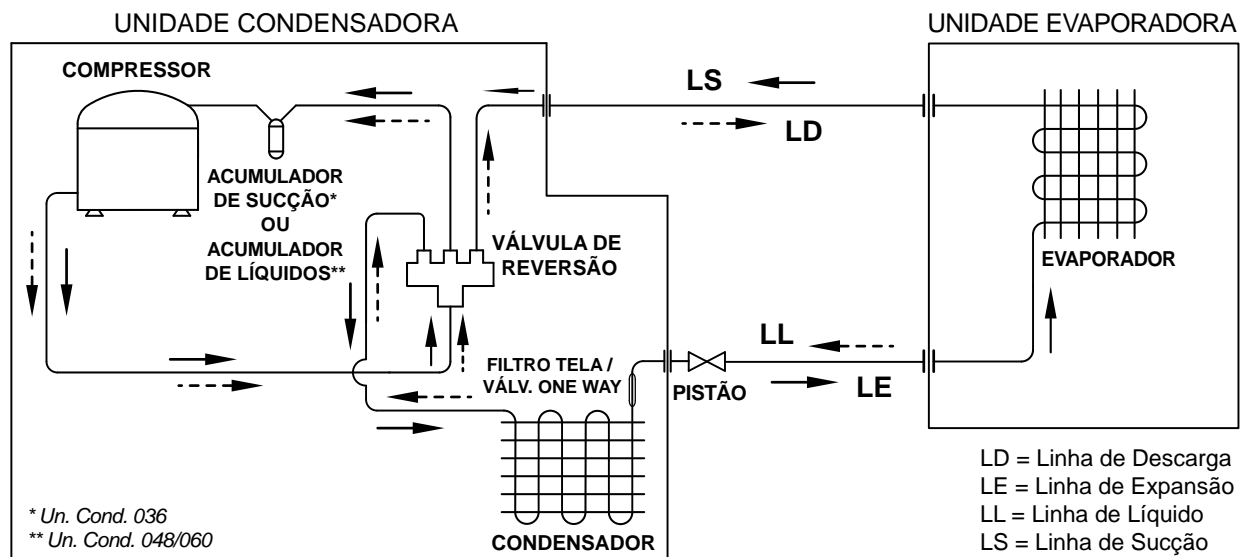 UNIDADE CONDENSADORA
UNIDADE EVAPORADORA
COMPRESSOR
LS
LD
ACUMULADOR
DE SUCÇÃO*
OU
ACUMULADOR
DE LÍQUIDOS**
VÁLVULA DE
REVERSÃO
EVAPORADOR
LL
LE
FILTRO TELA /
VÁLV. ONE WAY
PISTÃO
CONDENSADOR
* Un. Cond. 036
** Un. Cond. 048/060
LD = Linha de Descarga
LE = Linha de Expansão
LL = Linha de Líquido
LS = Linha de Sucção